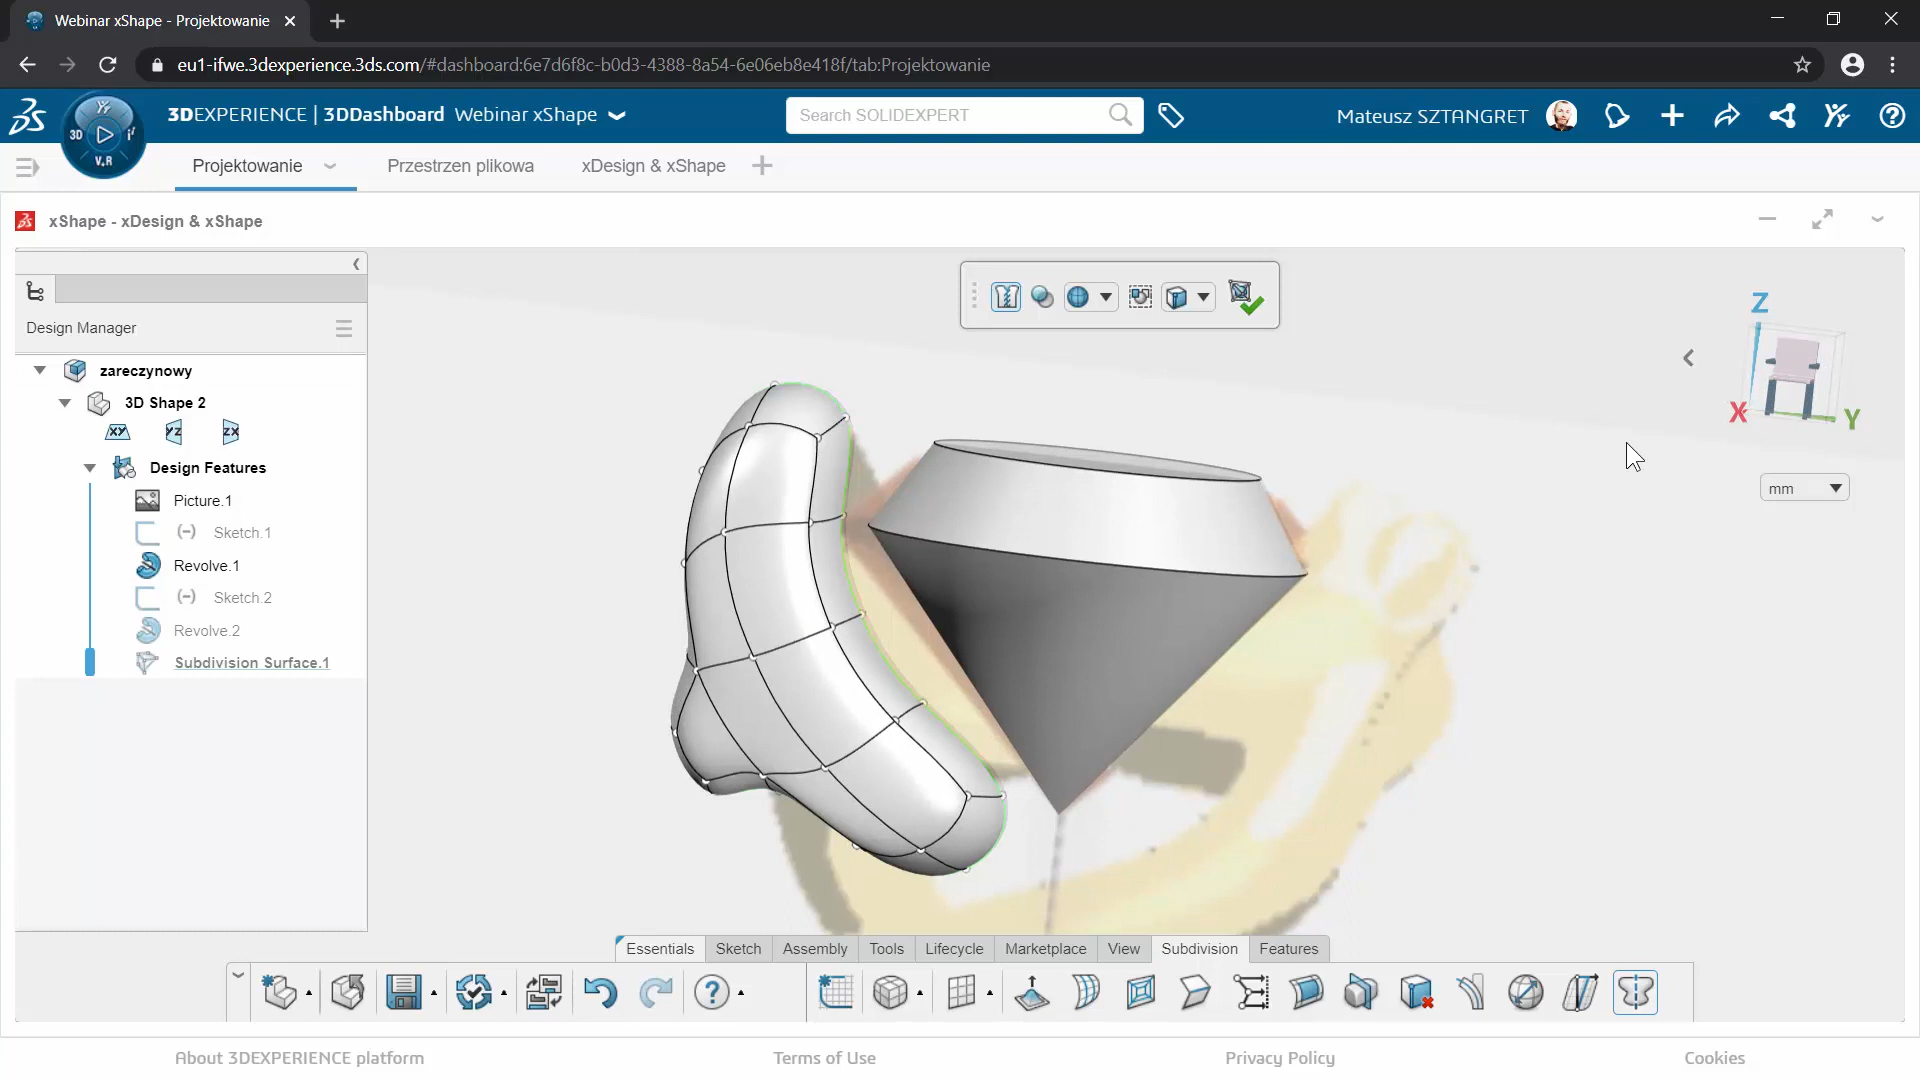 Webinar xShape - Projektowanie
eu1-ifwe.3dexperience.3ds.com/#dashboard:6e7d6f8c-b0d3-4388-8a54-6e06eb8e418f/tab:Projektowanie
3DEXPERIENCE | 3DDashboard Webinar xShape
Search SOLIDEXPERT
Mateusz SZTANGRET
3D
V.R
Projektowanie
Przestrzen plikowa
xDesign & xShape
xShape - xDesign & xShape
Design Manager
zareczynowy
3D Shape 2
XY YZ ZX
Design Features
Picture.1
(-) Sketch.1
Revolve.1
(-) Sketch.2
Revolve.2
Subdivision Surface.1
Z
X
Y
mm
Essentials Sketch Assembly Tools Lifecycle Marketplace View Subdivision Features
About 3DEXPERIENCE platform
Terms of Use
Privacy Policy
Cookies